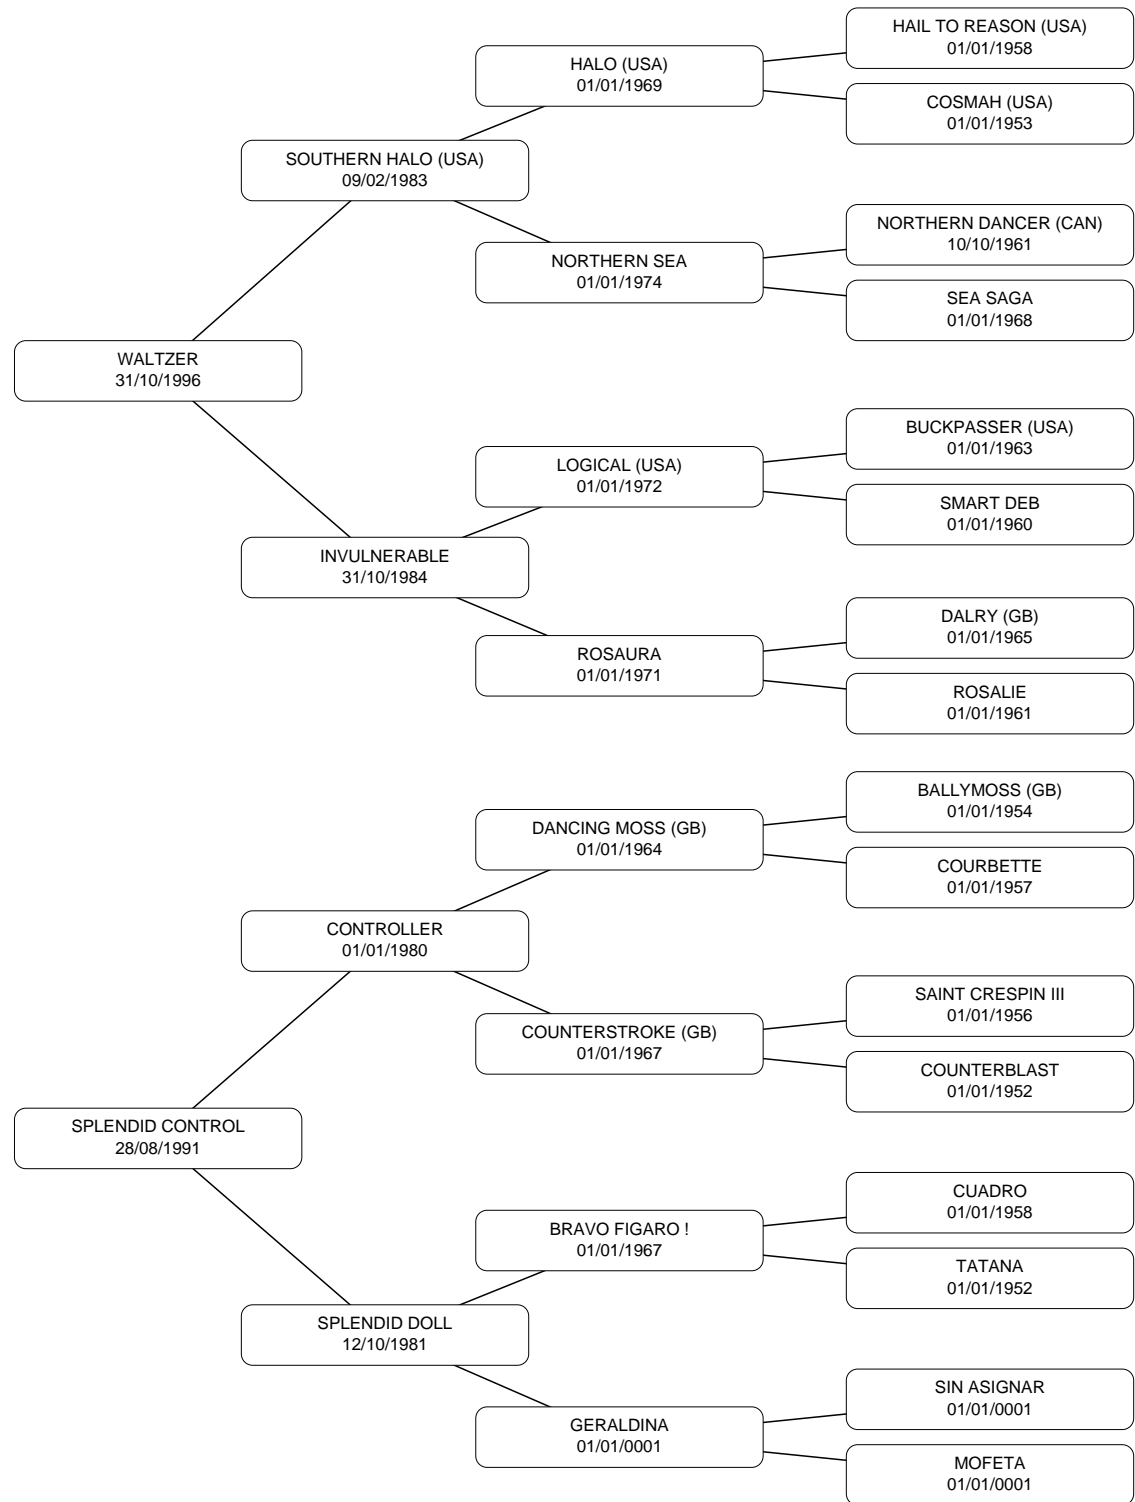 HAIL TO REASON (USA)
01/01/1958
HALO (USA)
01/01/1969
COSMAH (USA)
01/01/1953
SOUTHERN HALO (USA)
09/02/1983
NORTHERN DANCER (CAN)
10/10/1961
NORTHERN SEA
01/01/1974
SEA SAGA
01/01/1968
WALTZER
31/10/1996
BUCKPASSER (USA)
01/01/1963
LOGICAL (USA)
01/01/1972
SMART DEB
01/01/1960
INVULNERABLE
31/10/1984
DALRY (GB)
01/01/1965
ROSAURA
01/01/1971
ROSALIE
01/01/1961
BALLYMOSS (GB)
01/01/1954
DANCING MOSS (GB)
01/01/1964
COURBETTE
01/01/1957
CONTROLLER
01/01/1980
SAINT CRESPIN III
01/01/1956
COUNTERSTROKE (GB)
01/01/1967
COUNTERBLAST
01/01/1952
SPLENDID CONTROL
28/08/1991
CUADRO
01/01/1958
BRAVO FIGARO !
01/01/1967
TATANA
01/01/1952
SPLENDID DOLL
12/10/1981
SIN ASIGNAR
01/01/0001
GERALDINA
01/01/0001
MOFETA
01/01/0001